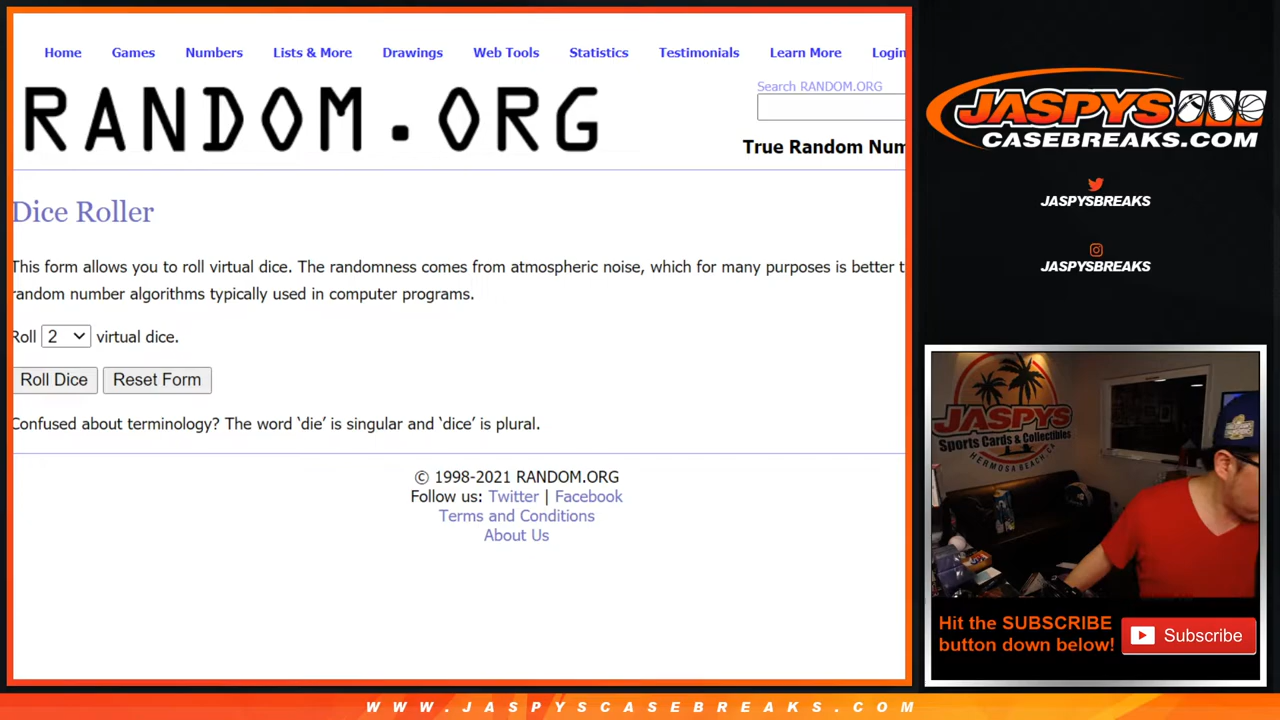 Home Games Numbers Lists & More Drawings Web Tools Statistics Testimonials Learn More Login
RANDOM.ORG
Search RANDOM.ORG
True Random Num
Dice Roller
This form allows you to roll virtual dice. The randomness comes from atmospheric noise, which for many purposes is better t
random number algorithms typically used in computer programs.
Roll 2 virtual dice.
Roll Dice Reset Form
Confused about terminology? The word ‘die’ is singular and ‘dice’ is plural.
© 1998-2021 RANDOM.ORG
Follow us: Twitter | Facebook
Terms and Conditions
About Us
JASPYS
CASEBREAKS.COM
JASPYSBREAKS
JASPYSBREAKS
JASPYS
Sports Cards & Collectibles
HERMOSA BEACH CA
Hit the SUBSCRIBE
button down below!
Subscribe
WWW.JASPYSCASEBREAKS.COM